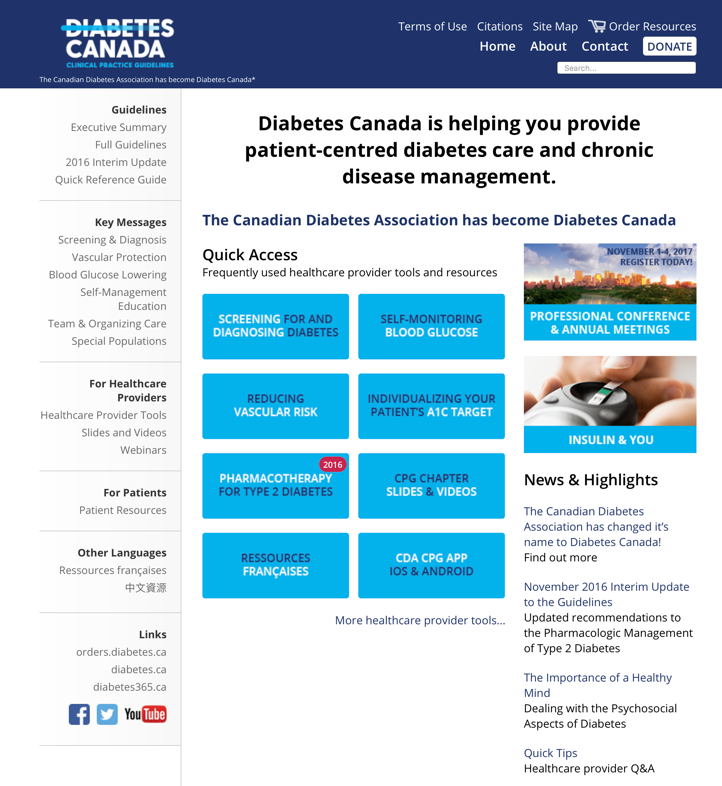 DIABETES
CANADA
CLINICAL PRACTICE GUIDELINES
The Canadian Diabetes Association has become Diabetes Canada*
Terms of Use Citations Site Map Order Resources
Home About Contact DONATE
Search...
Guidelines
Executive Summary
Full Guidelines
2016 Interim Update
Quick Reference Guide
Key Messages
Screening & Diagnosis
Vascular Protection
Blood Glucose Lowering
Self-Management
Education
Team & Organizing Care
Special Populations
For Healthcare
Providers
Healthcare Provider Tools
Slides and Videos
Webinars
For Patients
Patient Resources
Other Languages
Ressources françaises
中文資源
Links
orders.diabetes.ca
diabetes.ca
diabetes365.ca
f
YouTube
Diabetes Canada is helping you provide
patient-centred diabetes care and chronic
disease management.
The Canadian Diabetes Association has become Diabetes Canada
Quick Access
Frequently used healthcare provider tools and resources
SCREENING FOR AND
DIAGNOSING DIABETES
SELF-MONITORING
BLOOD GLUCOSE
REDUCING
VASCULAR RISK
INDIVIDUALIZING YOUR
PATIENT'S A1C TARGET
2016
PHARMACOTHERAPY
FOR TYPE 2 DIABETES
CPG CHAPTER
SLIDES & VIDEOS
RESSOURCES
FRANÇAISES
CDA CPG APP
IOS & ANDROID
More healthcare provider tools...
NOVEMBER 1-4, 2017
REGISTER TODAY!
PROFESSIONAL CONFERENCE
& ANNUAL MEETINGS
INSULIN & YOU
News & Highlights
The Canadian Diabetes
Association has changed it's
name to Diabetes Canada!
Find out more
November 2016 Interim Update
to the Guidelines
Updated recommendations to
the Pharmacologic Management
of Type 2 Diabetes
The Importance of a Healthy
Mind
Dealing with the Psychosocial
Aspects of Diabetes
Quick Tips
Healthcare provider Q&A